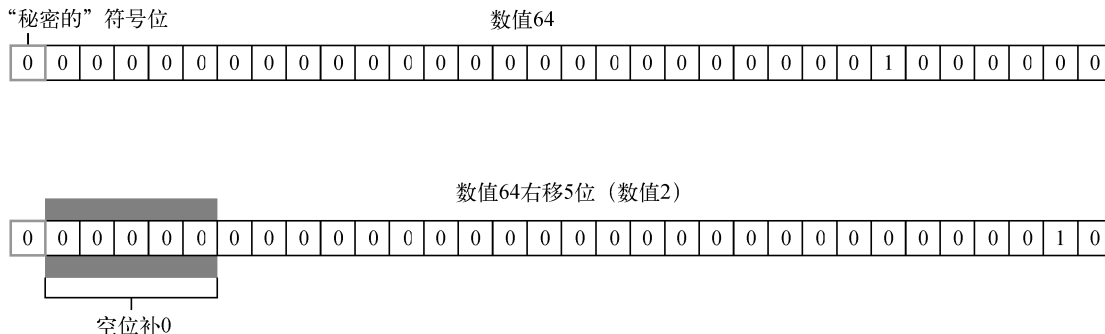 “秘密的”符号位 数值64
0 0 0 0 0 0 0 0 0 0 0 0 0 0 0 0 0 0 0 0 0 0 0 0 0 1 0 0 0 0 0 0
数值64右移5位（数值2）
0 0 0 0 0 0 0 0 0 0 0 0 0 0 0 0 0 0 0 0 0 0 0 0 0 0 0 0 0 0 1 0
空位补0